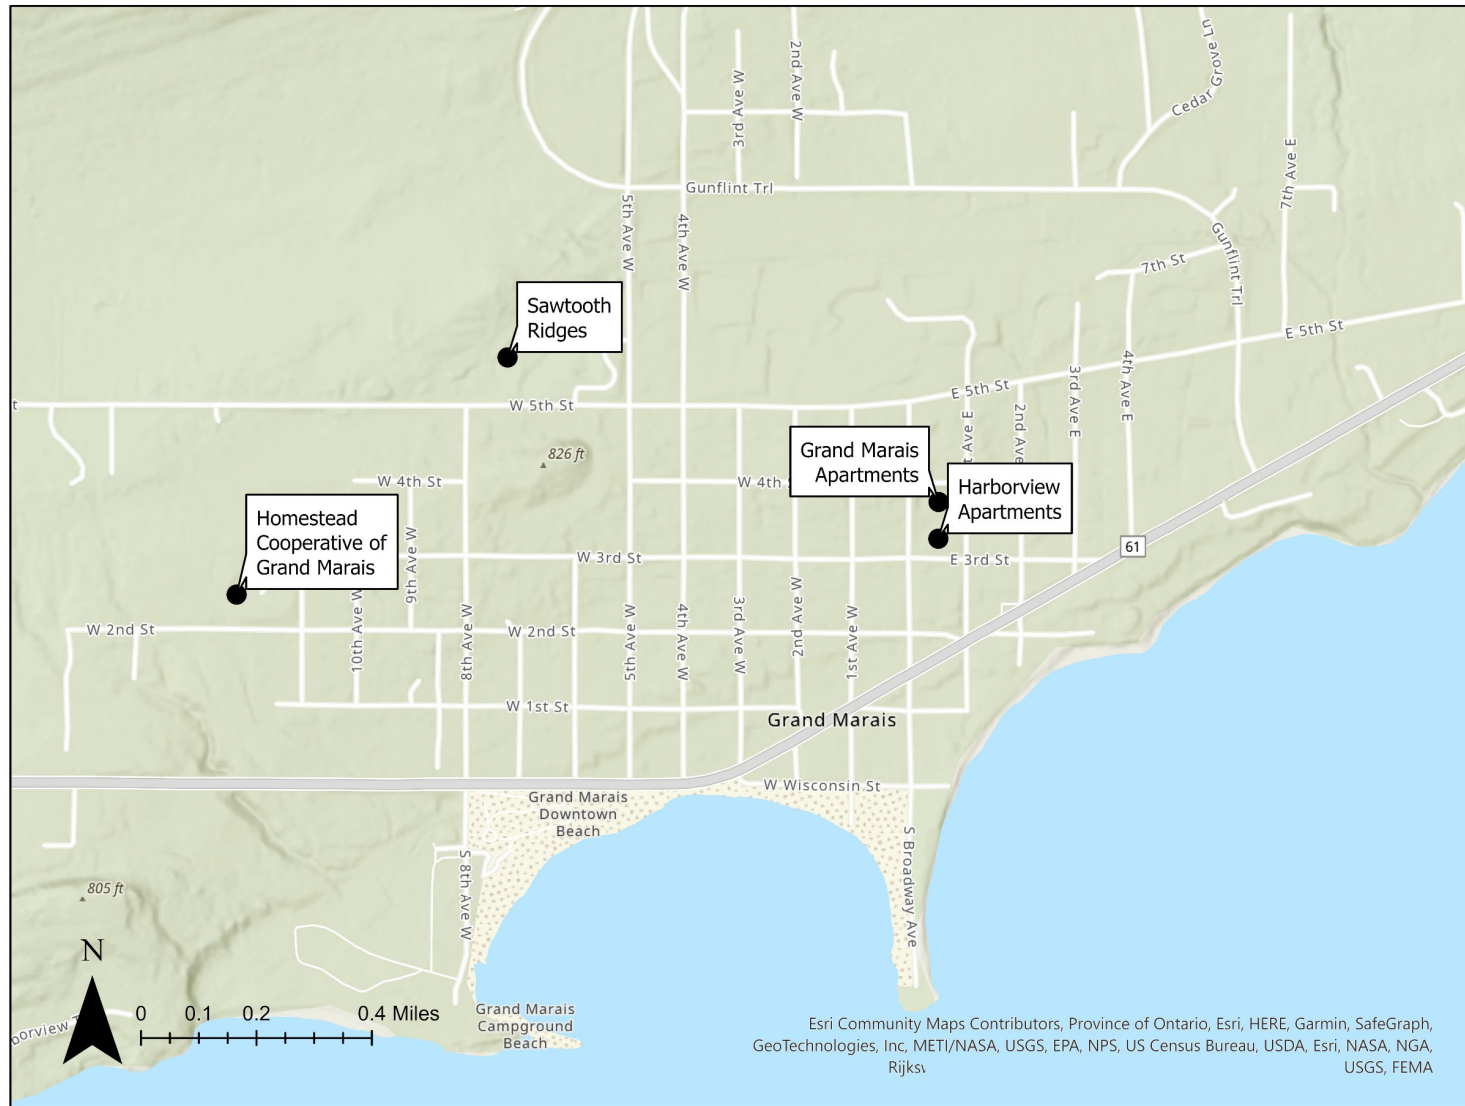 Cedar Grove Ln
2nd Ave W
3rd Ave W
7th Ave E
Gunflint Trl
5th Ave W
4th Ave W
Gunflint Trl
7th St
Sawtooth
Ridges
E 5th St
3rd Ave E
4th Ave E
E 5th St
t
W 5th St
2nd Ave
826 ft
Grand Marais
Apartments
W 4th St
Harborview
Apartments
Homestead
Cooperative of
Grand Marais
9th Ave W
W 3rd St
E 3rd St
61
10th Ave W
8th Ave W
5th Ave W
4th Ave W
3rd Ave W
2nd Ave W
1st Ave W
W 2nd St
W 2nd St
W 1st St
Grand Marais
W Wisconsin St
Grand Marais
Downtown
Beach
S 8th Ave W
S Broadway Ave
805 ft
N
0 0.1 0.2 0.4 Miles
Grand Marais
Campground
Beach
Esri Community Maps Contributors, Province of Ontario, Esri, HERE, Garmin, SafeGraph,
GeoTechnologies, Inc, METI/NASA, USGS, EPA, NPS, US Census Bureau, USDA, Esri, NASA, NGA,
USGS, FEMA